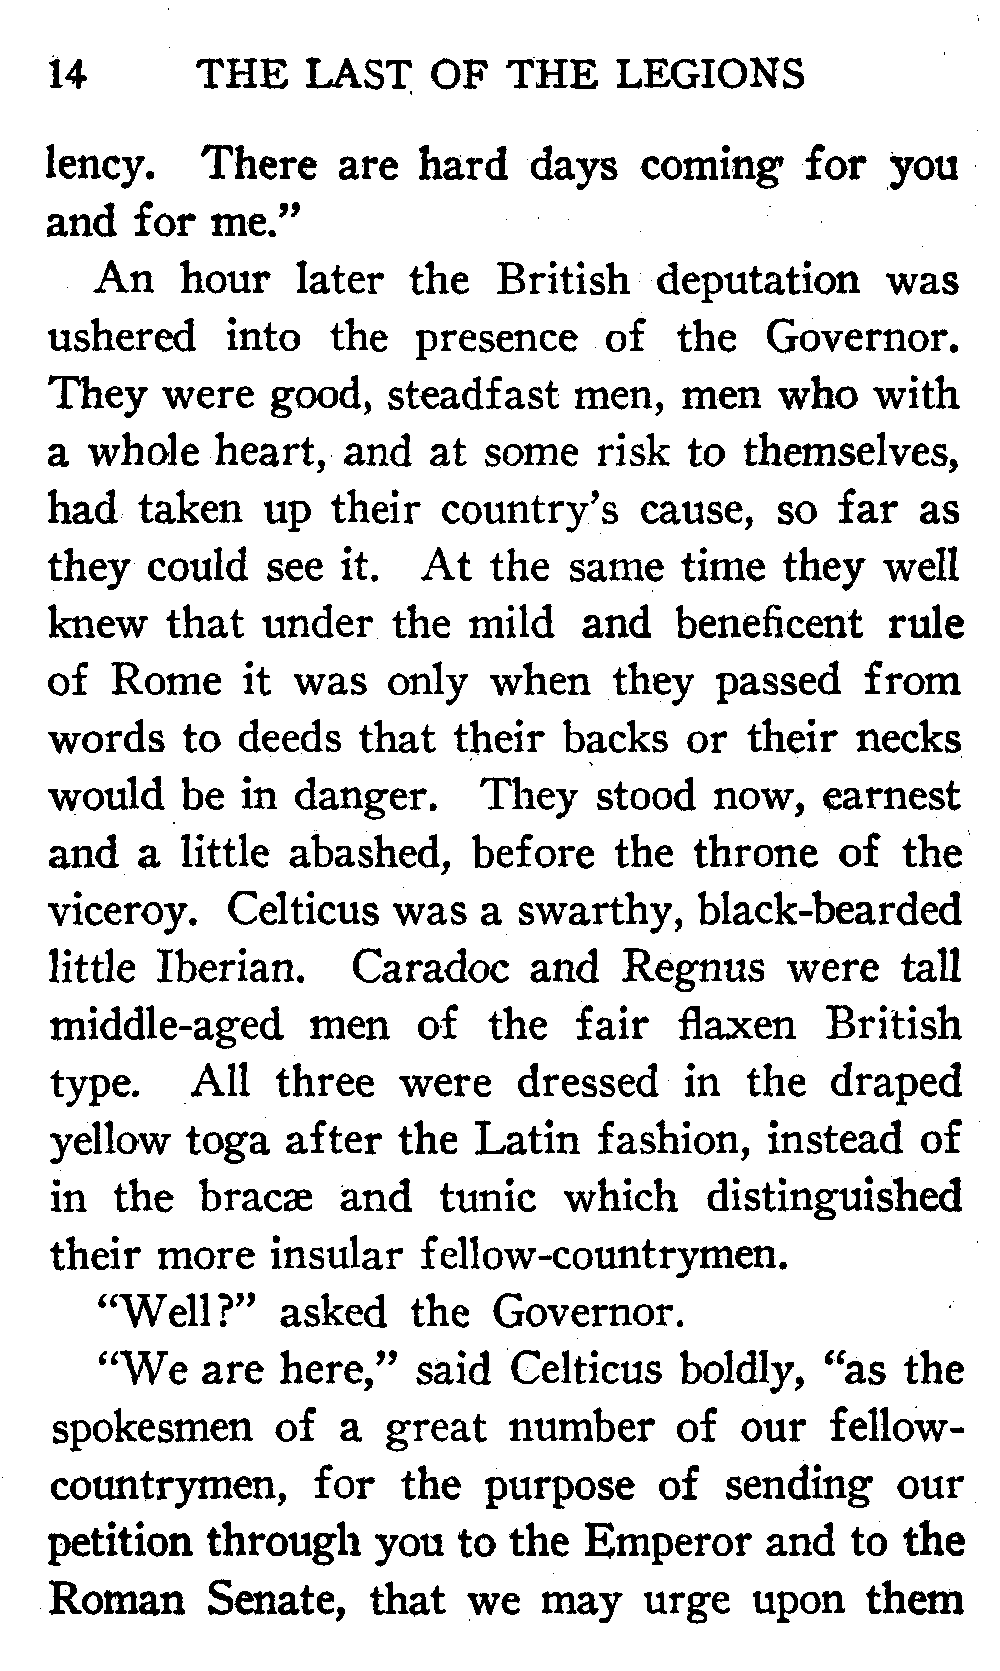 14 THE LAST OF THE LEGIONS
lency. There are hard days coming for you
and for me.”
An hour later the British deputation was
ushered into the presence of the Governor.
They were good, steadfast men, men who with
a whole heart, and at some risk to themselves,
had taken up their country’s cause, so far as
they could see it. At the same time they well
knew that under the mild and beneficent rule
of Rome it was only when they passed from
words to deeds that their backs or their necks
would be in danger. They stood now, earnest
and a little abashed, before the throne of the
viceroy. Celticus was a swarthy, black-bearded
little Iberian. Caradoc and Regnus were tall
middle-aged men of the fair flaxen British
type. All three were dressed in the draped
yellow toga after the Latin fashion, instead of
in the bracæ and tunic which distinguished
their more insular fellow-countrymen.
“Well?” asked the Governor.
“We are here,” said Celticus boldly, “as the
spokesmen of a great number of our fellow-
countrymen, for the purpose of sending our
petition through you to the Emperor and to the
Roman Senate, that we may urge upon them